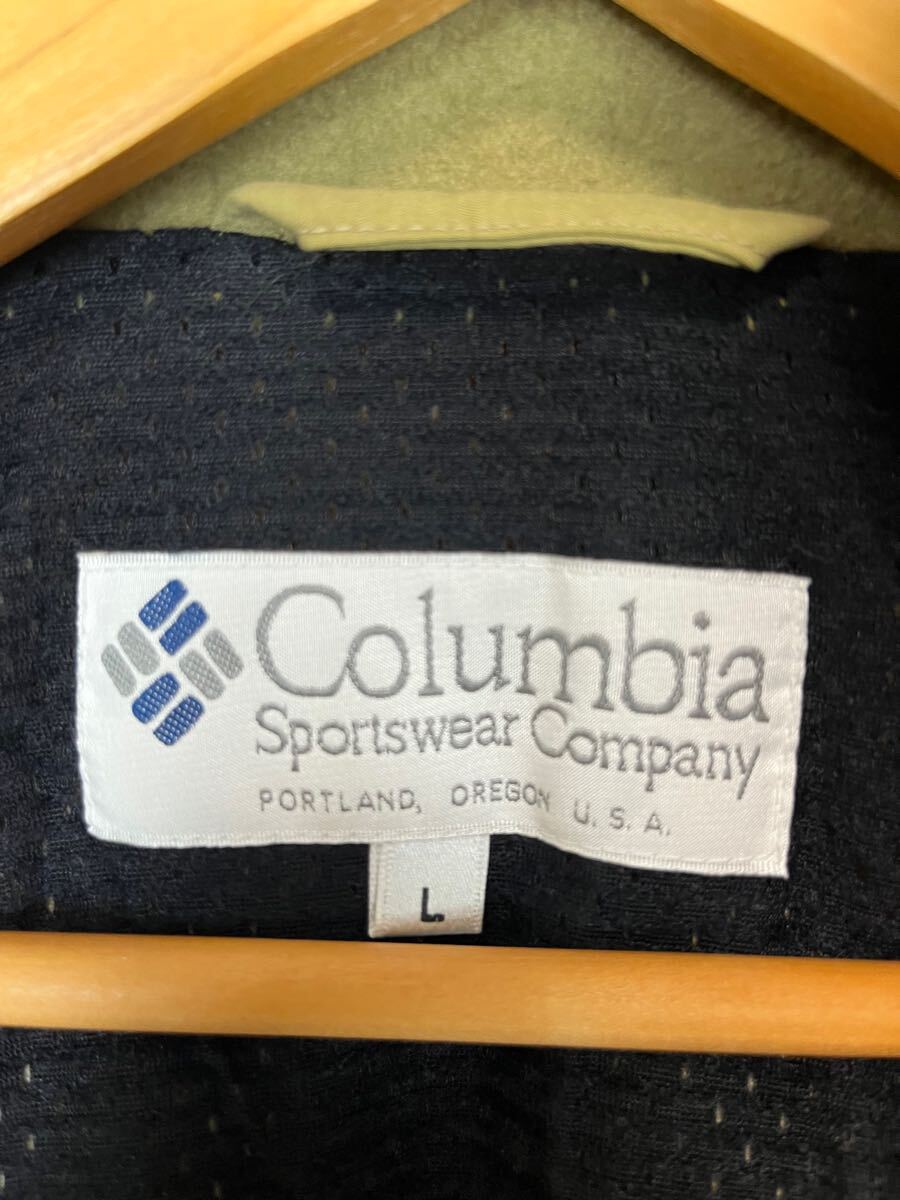 Columbia
Sportswear Company
PORTLAND, OREGON U.S.A.
L